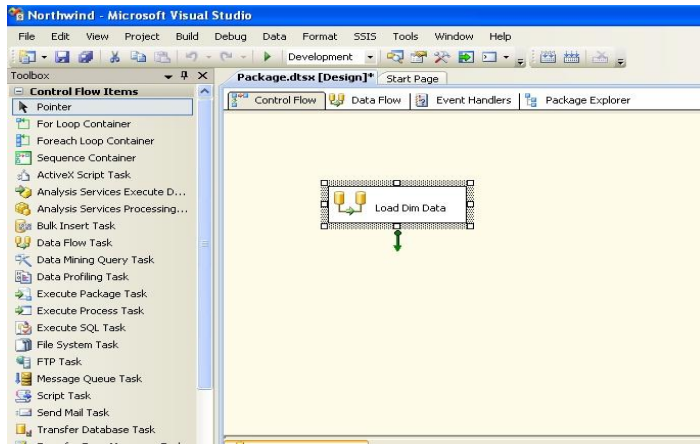 Northwind - Microsoft Visual Studio
File Edit View Project Build Debug Data Format SSIS Tools Window Help
Development
Toolbox
Package.dtsx [Design]* Start Page
Control Flow Items
Control Flow Data Flow Event Handlers Package Explorer
Pointer
For Loop Container
Foreach Loop Container
Sequence Container
ActiveX Script Task
Analysis Services Execute D...
Analysis Services Processing...
Bulk Insert Task
Data Flow Task
Data Mining Query Task
Data Profiling Task
Execute Package Task
Execute Process Task
Execute SQL Task
File System Task
FTP Task
Message Queue Task
Script Task
Send Mail Task
Transfer Database Task
Load Dim Data